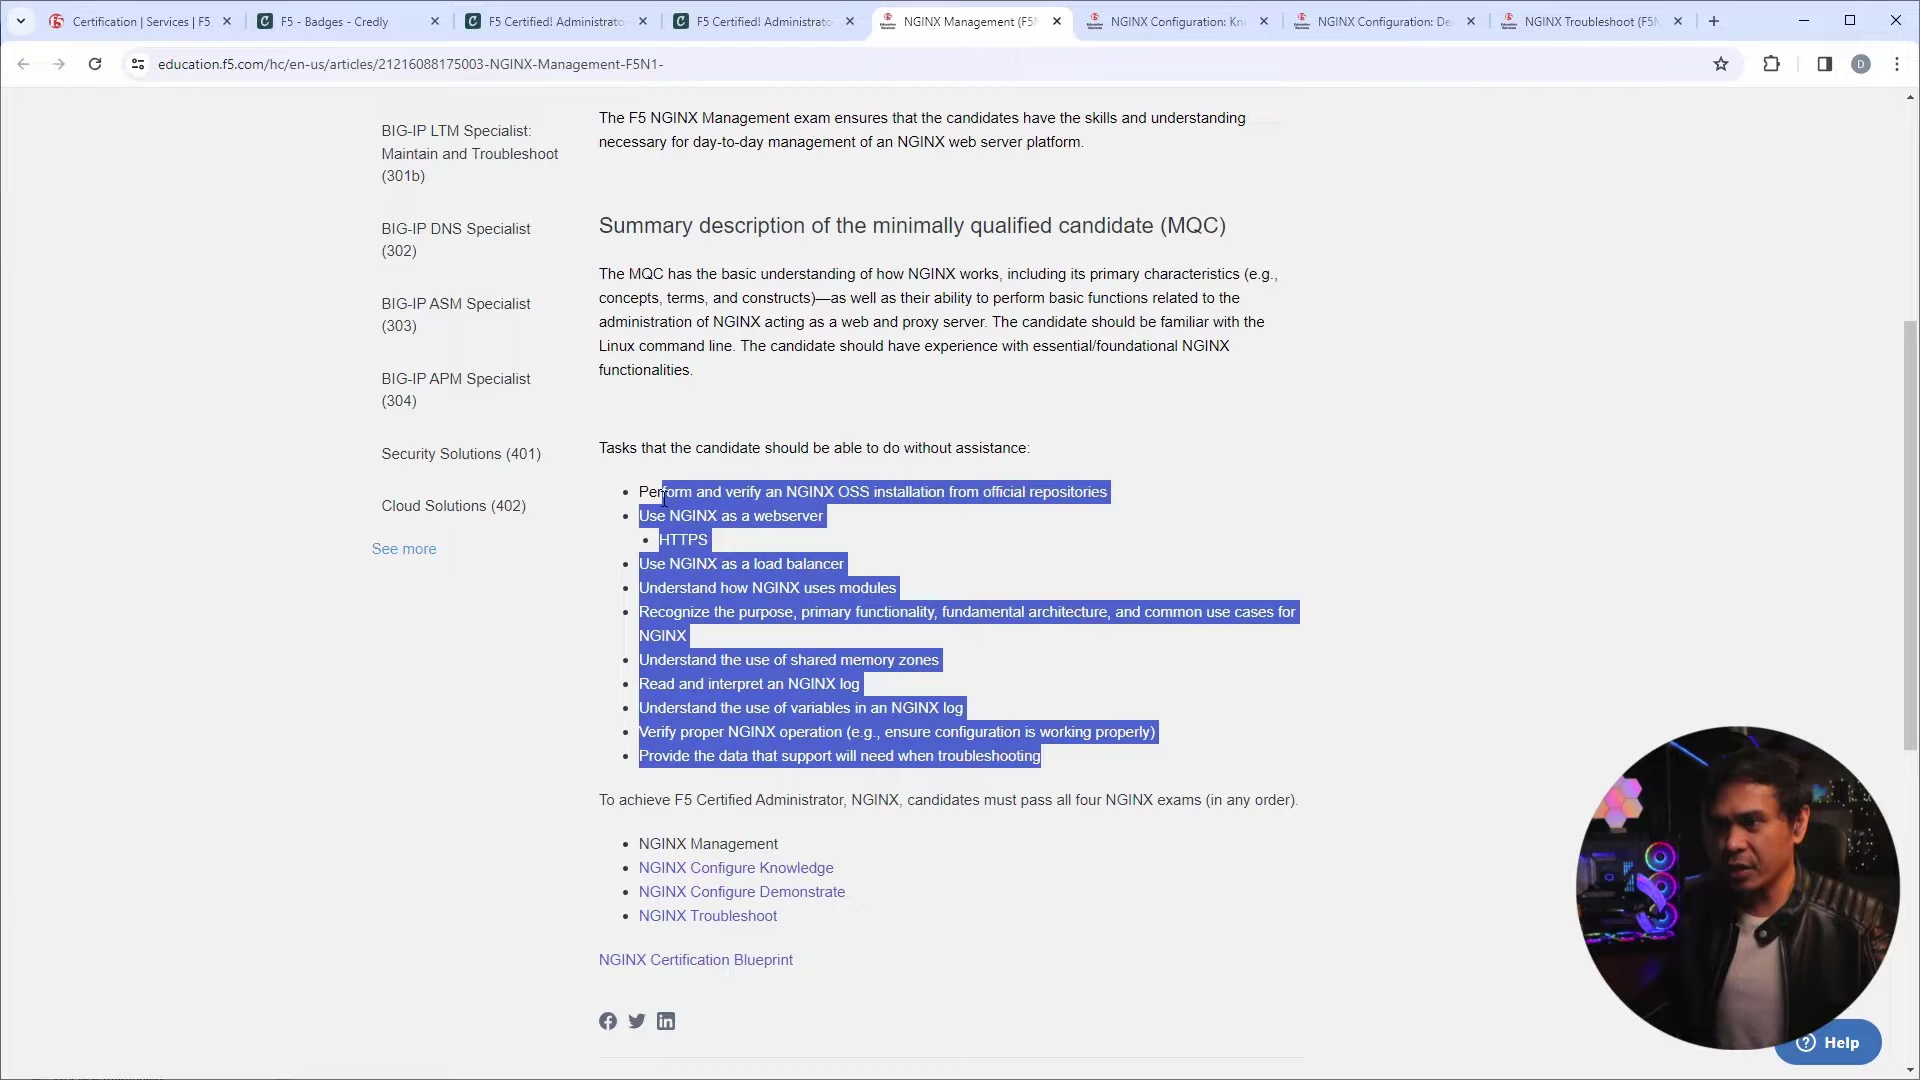 Certification | Services | F5
F5 - Badges - Credly
F5 Certified! Administrato
F5 Certified! Administrato
NGINX Management (F5N
NGINX Configuration: Kn
NGINX Configuration: De
NGINX Troubleshoot (F5N
education.f5.com/hc/en-us/articles/21216088175003-NGINX-Management-F5N1-
D
BIG-IP LTM Specialist:
Maintain and Troubleshoot
(301b)
BIG-IP DNS Specialist
(302)
BIG-IP ASM Specialist
(303)
BIG-IP APM Specialist
(304)
Security Solutions (401)
Cloud Solutions (402)
See more
The F5 NGINX Management exam ensures that the candidates have the skills and understanding
necessary for day-to-day management of an NGINX web server platform.
Summary description of the minimally qualified candidate (MQC)
The MQC has the basic understanding of how NGINX works, including its primary characteristics (e.g.,
concepts, terms, and constructs)—as well as their ability to perform basic functions related to the
administration of NGINX acting as a web and proxy server. The candidate should be familiar with the
Linux command line. The candidate should have experience with essential/foundational NGINX
functionalities.
Tasks that the candidate should be able to do without assistance:
Perform and verify an NGINX OSS installation from official repositories
Use NGINX as a webserver
HTTPS
Use NGINX as a load balancer
Understand how NGINX uses modules
Recognize the purpose, primary functionality, fundamental architecture, and common use cases for
NGINX
Understand the use of shared memory zones
Read and interpret an NGINX log
Understand the use of variables in an NGINX log
Verify proper NGINX operation (e.g., ensure configuration is working properly)
Provide the data that support will need when troubleshooting
To achieve F5 Certified Administrator, NGINX, candidates must pass all four NGINX exams (in any order).
NGINX Management
NGINX Configure Knowledge
NGINX Configure Demonstrate
NGINX Troubleshoot
NGINX Certification Blueprint
Help